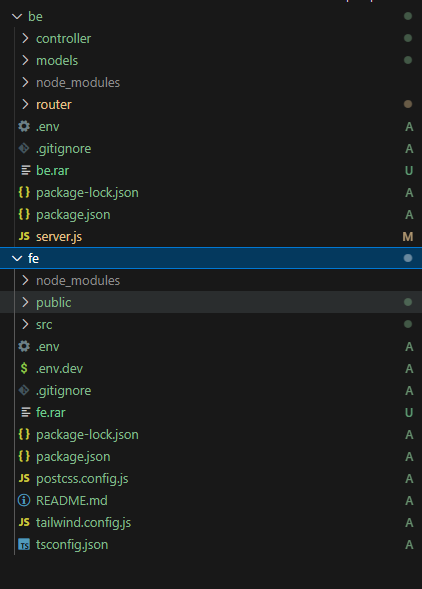 be
controller
models
node_modules
router
.env A
.gitignore A
be.rar U
{} package-lock.json A
{} package.json A
JS server.js M
fe
node_modules
public
src
.env A
$ .env.dev A
.gitignore A
fe.rar U
{} package-lock.json A
{} package.json A
JS postcss.config.js A
README.md A
JS tailwind.config.js A
TS tsconfig.json A